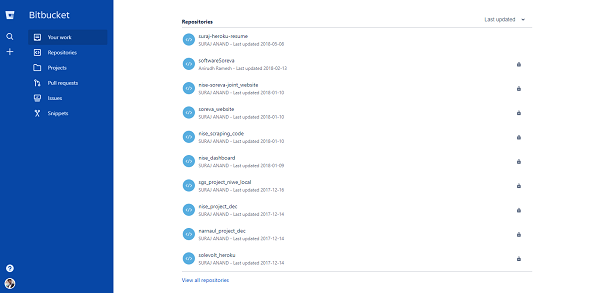 Bitbucket
Your work
Repositories
Projects
Pull requests
Issues
Snippets
Repositories
Last updated
suraj-heroku-resume
SURAJ ANAND - Last updated 2018-05-08
softwareSoreva
Anirudh Ramesh - Last updated 2018-02-13
nise-soreva-joint_website
SURAJ ANAND - Last updated 2018-01-10
soreva_website
SURAJ ANAND - Last updated 2018-01-10
nise_scraping_code
SURAJ ANAND - Last updated 2018-01-10
nise_dashboard
SURAJ ANAND - Last updated 2018-01-09
sgs_project_niwe_local
SURAJ ANAND - Last updated 2017-12-16
nise_project_dec
SURAJ ANAND - Last updated 2017-12-14
narnaul_project_dec
SURAJ ANAND - Last updated 2017-12-14
solevolt_heroku
SURAJ ANAND - Last updated 2017-12-14
View all repositories